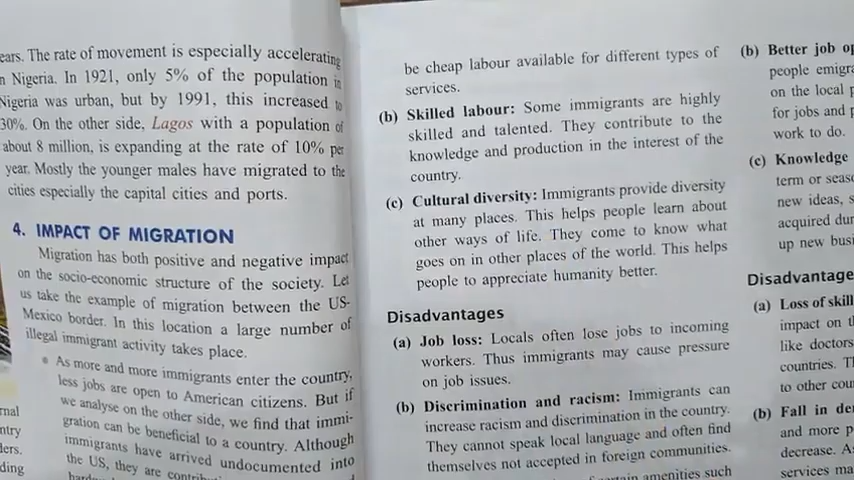 ears. The rate of movement is especially accelerating
n Nigeria. In 1921, only 5% of the population in
Nigeria was urban, but by 1991, this increased to
30%. On the other side, Lagos with a population of
about 8 million, is expanding at the rate of 10% per
year. Mostly the younger males have migrated to the
cities especially the capital cities and ports.
4. IMPACT OF MIGRATION
Migration has both positive and negative impact
on the socio-economic structure of the society. Let
us take the example of migration between the US-
Mexico border. In this location a large number of
illegal immigrant activity takes place.
• As more and more immigrants enter the country,
less jobs are open to American citizens. But if
we analyse on the other side, we find that immi-
gration can be beneficial to a country. Although
immigrants have arrived undocumented into
the US, they are
rnal
ntry
ders.
ding
be cheap labour available for different types of
services.
(b) Skilled labour: Some immigrants are highly
skilled and talented. They contribute to the
knowledge and production in the interest of the
country.
(c) Cultural diversity: Immigrants provide diversity
at many places. This helps people learn about
other ways of life. They come to know what
goes on in other places of the world. This helps
people to appreciate humanity better.
Disadvantages
(a) Job loss: Locals often lose jobs to incoming
workers. Thus immigrants may cause pressure
on job issues.
(b) Discrimination and racism: Immigrants can
increase racism and discrimination in the country.
They cannot speak local language and often find
themselves not accepted in foreign communities.
amenities such
(b) Better job op
people emigra
on the local p
for jobs and p
work to do.
(c) Knowledge
term or seaso
new ideas, s
acquired dur
up new busi
Disadvantage
(a) Loss of skill
impact on t
like doctors
countries. T
to other cou
(b) Fall in de
and more p
decrease. A
services ma